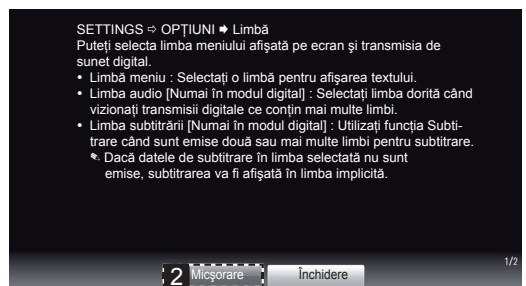 SETTINGS ⇨ OPŢIUNI ➡ Limbă
Puteţi selecta limba meniului afişată pe ecran şi transmisia de
sunet digital.
• Limbă meniu : Selectaţi o limbă pentru afişarea textului.
• Limba audio [Numai în modul digital] : Selectaţi limba dorită când
vizionaţi transmisii digitale ce conţin mai multe limbi.
• Limba subtitrării [Numai în modul digital] : Utilizaţi funcţia Subti-
trare când sunt emise două sau mai multe limbi pentru subtitrare.
✎ Dacă datele de subtitrare în limba selectată nu sunt
emise, subtitrarea va fi afişată în limba implicită.
1/2
2 Micşorare Închidere